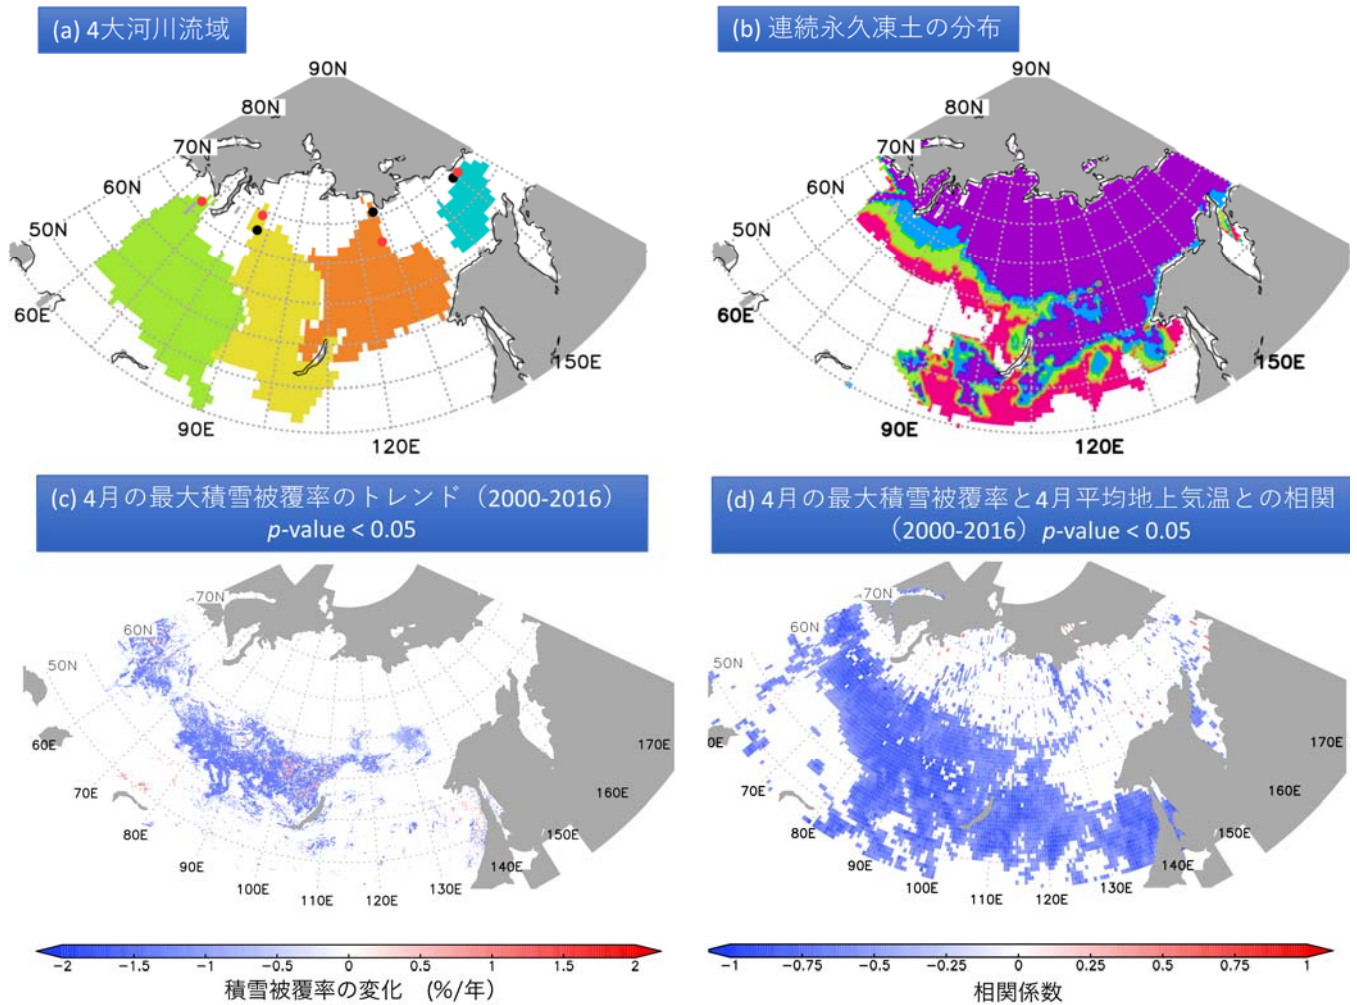 (a) 4大河川流域
90N
80N
70N
60N
50N
60E
90E
120E
150E
(b) 連続永久凍土の分布
90N
80N
70N
60N
50N
60E
90E
120E
150E
(c) 4月の最大積雪被覆率のトレンド（2000-2016）
p-value < 0.05
70N
60N
50N
60E
70E
80E
90E
100E
110E
120E
130E
140E
150E
160E
170E
-2 -1.5 -1 -0.5 0 0.5 1 1.5 2
積雪被覆率の変化 (%/年)
(d) 4月の最大積雪被覆率と4月平均地上気温との相関
（2000-2016）p-value < 0.05
70N
60N
50N
0E
70E
80E
90E
100E
110E
120E
130E
140E
150E
160E
170E
-1 -0.75 -0.5 -0.25 0 0.25 0.5 0.75 1
相関係数